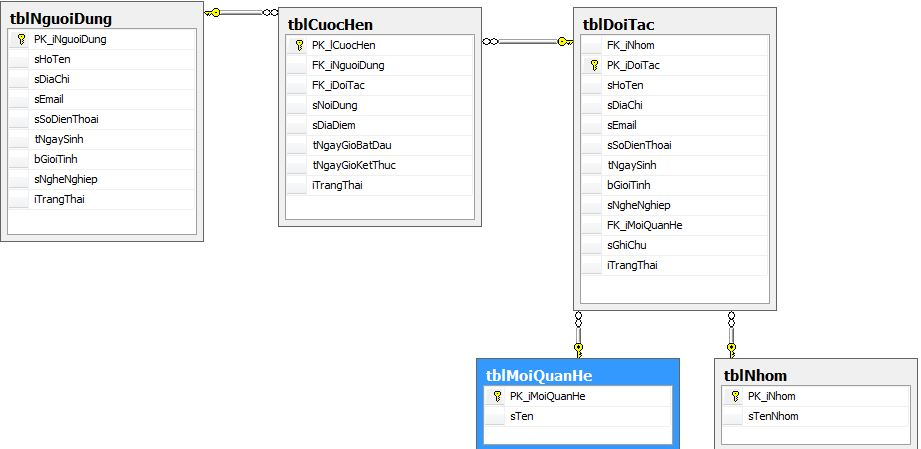 tblNguoiDung
PK_iNguoiDung
sHoTen
sDiaChi
sEmail
sSoDienThoai
tNgaySinh
bGioiTinh
sNgheNghiep
iTrangThai
tblCuocHen
PK_lCuocHen
FK_iNguoiDung
FK_iDoiTac
sNoiDung
sDiaDiem
tNgayGioBatDau
tNgayGioKetThuc
iTrangThai
tblDoiTac
FK_iNhom
PK_iDoiTac
sHoTen
sDiaChi
sEmail
sSoDienThoai
tNgaySinh
bGioiTinh
sNgheNghiep
FK_iMoiQuanHe
sGhiChu
iTrangThai
tblMoiQuanHe
PK_iMoiQuanHe
sTen
tblNhom
PK_iNhom
sTenNhom